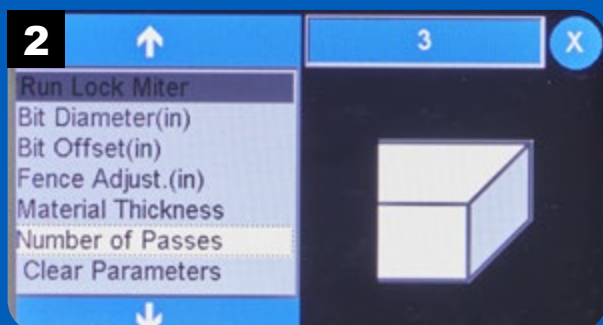 2
3
X
Run Lock Miter
Bit Diameter(in)
Bit Offset(in)
Fence Adjust.(in)
Material Thickness
Number of Passes
Clear Parameters